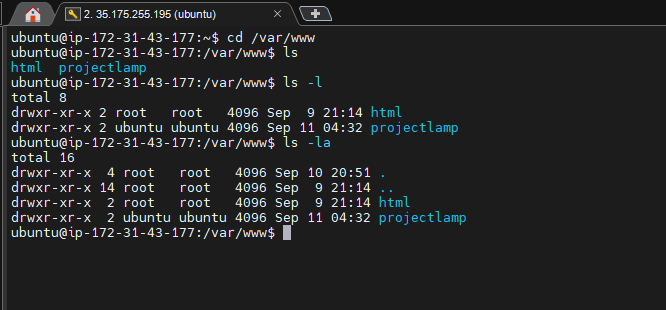 2. 35.175.255.195 (ubuntu)
ubuntu@ip-172-31-43-177:~$ cd /var/www
ubuntu@ip-172-31-43-177:/var/www$ ls
html  projectlamp
ubuntu@ip-172-31-43-177:/var/www$ ls -l
total 8
drwxr-xr-x 2 root   root   4096 Sep  9 21:14 html
drwxr-xr-x 2 ubuntu ubuntu 4096 Sep 11 04:32 projectlamp
ubuntu@ip-172-31-43-177:/var/www$ ls -la
total 16
drwxr-xr-x  4 root   root   4096 Sep 10 20:51 .
drwxr-xr-x 14 root   root   4096 Sep  9 21:14 ..
drwxr-xr-x  2 root   root   4096 Sep  9 21:14 html
drwxr-xr-x  2 ubuntu ubuntu 4096 Sep 11 04:32 projectlamp
ubuntu@ip-172-31-43-177:/var/www$